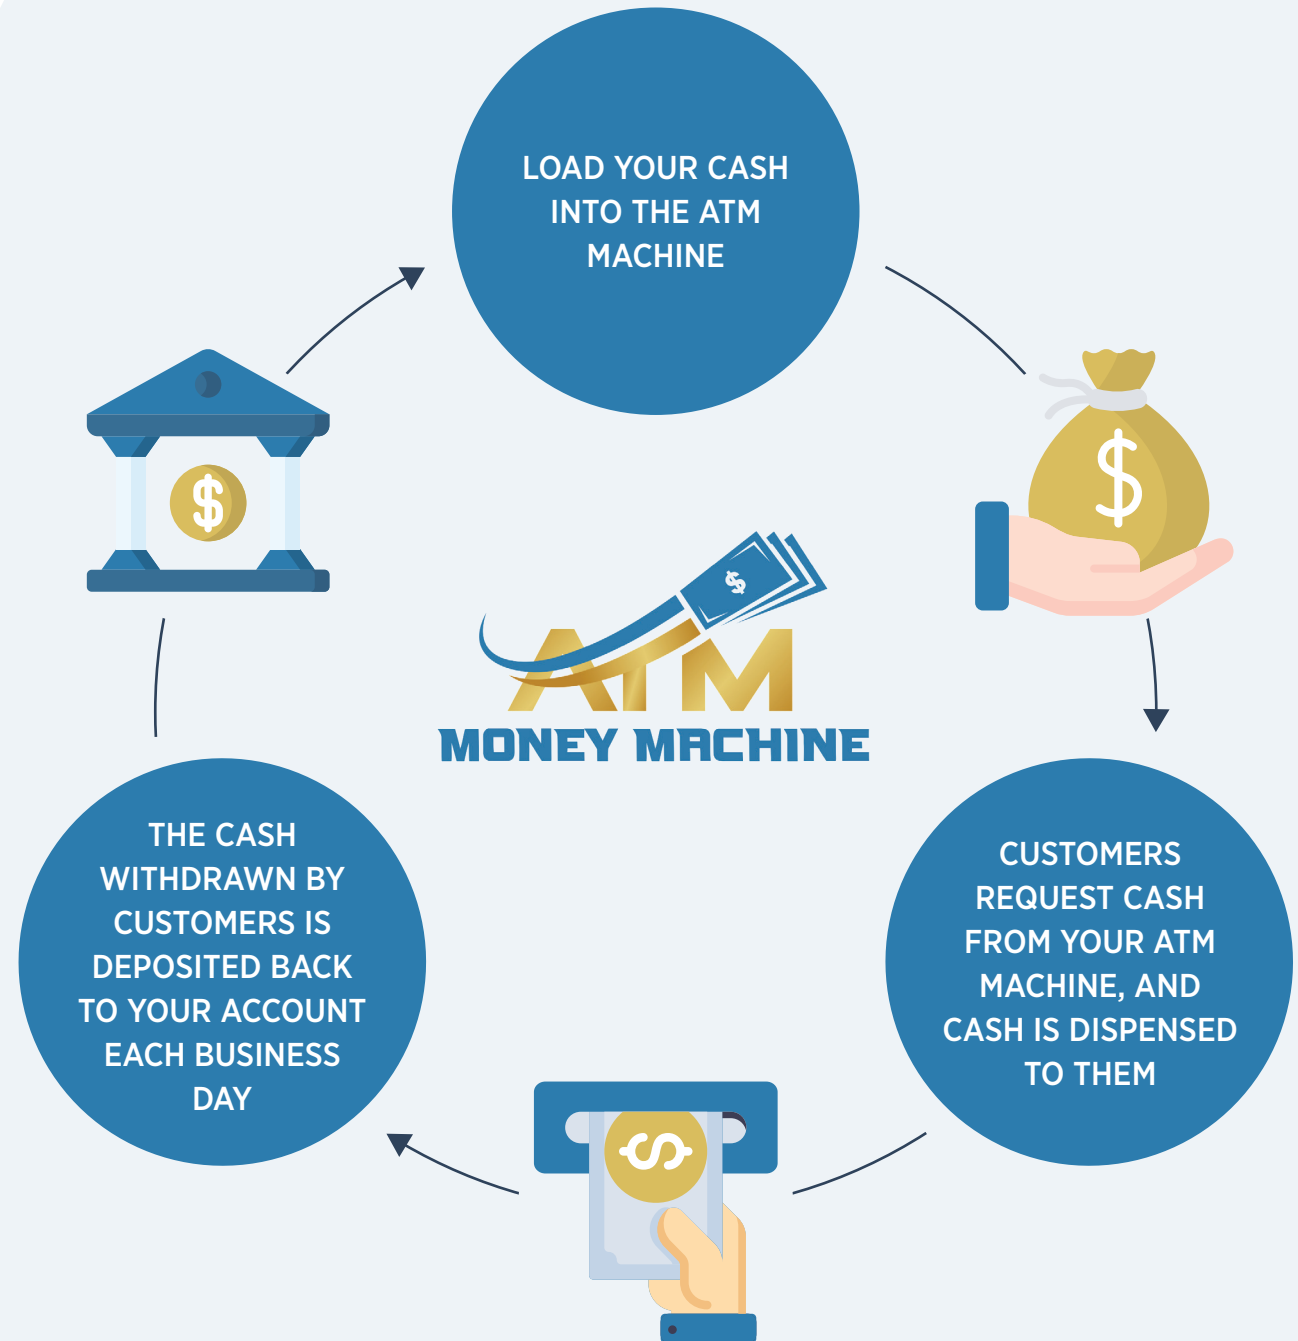 LOAD YOUR CASH
INTO THE ATM
MACHINE
$
$
$
ATM
MONEY MACHINE
THE CASH
WITHDRAWN BY
CUSTOMERS IS
DEPOSITED BACK
TO YOUR ACCOUNT
EACH BUSINESS
DAY
CUSTOMERS
REQUEST CASH
FROM YOUR ATM
MACHINE, AND
CASH IS DISPENSED
TO THEM
$